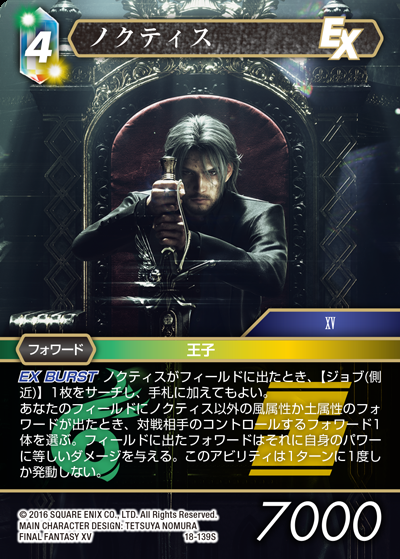 4
ノクティス
EX
XV
フォワード
王子
EX BURST ノクティスがフィールドに出たとき、【ジョブ(側
近)】1枚をサーチし、手札に加えてもよい。
あなたのフィールドにノクティス以外の風属性か土属性のフォ
ワードが出たとき、対戦相手のコントロールするフォワード1
体を選ぶ。フィールドに出たフォワードはそれに自身のパワー
に等しいダメージを与える。このアビリティは1ターンに1度し
か発動しない。
© 2016 SQUARE ENIX CO., LTD. All Rights Reserved.
MAIN CHARACTER DESIGN: TETSUYA NOMURA
FINAL FANTASY XV
18-139S
7000